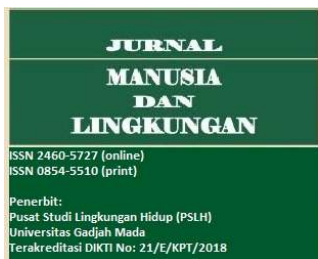 JURNAL
MANUSIA
DAN
LINGKUNGAN
ISSN 2460-5727 (online)
ISSN 0854-5510 (print)
Penerbit:
Pusat Studi Lingkungan Hidup (PSLH)
Universitas Gadjah Mada
Terakreditasi DIKTI No: 21/E/KPT/2018